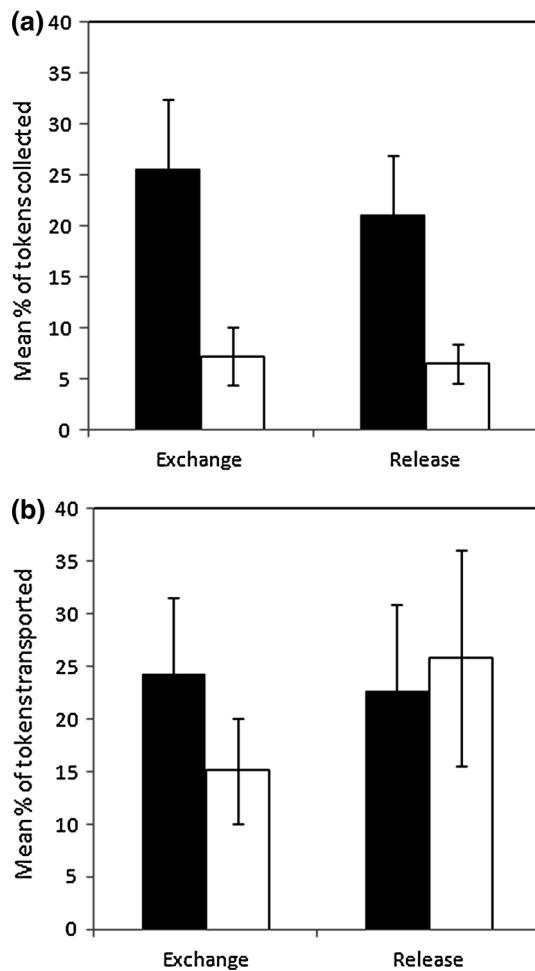 (a)
Mean % of tokens collected
40
35
30
25
20
15
10
5
0
Exchange
Release
(b)
Mean % of tokens transported
40
35
30
25
20
15
10
5
0
Exchange
Release